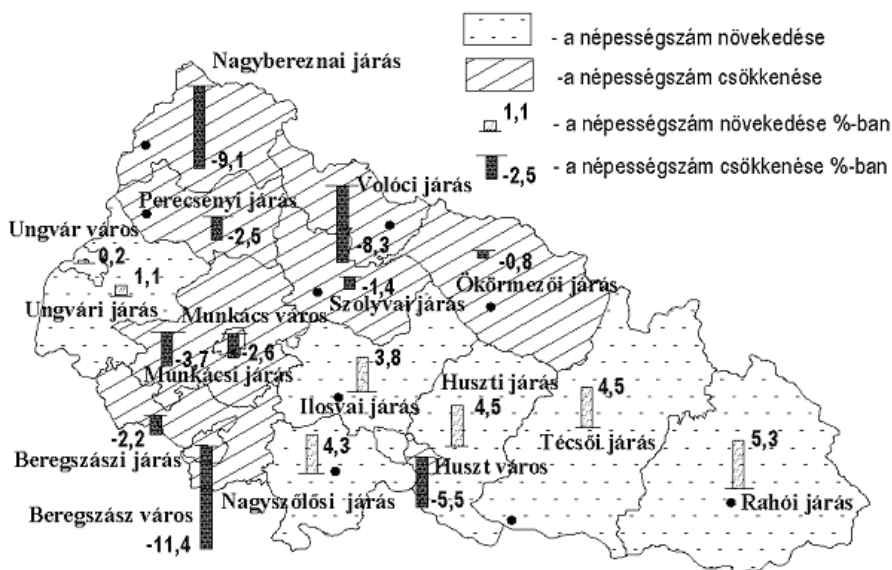 - a népességszám növekedése
-a népességszám csökkenése
1,1 - a népességszám növekedése %-ban
-2,5 - a népességszám csökkenése %-ban
Nagybereznai járás
-9,1
Volóci járás
Perecsenyi járás
Ungvár város
-2,5
-8,3
0,2
-0,8
1,1
-1,4
Ökörmezői járás
Ungvári járás
Szolyvai járás
Munkács város
-3,7
-2,6
3,8
Munkácsi járás
Huszti járás
4,5
Ilosvai járás
4,5
-2,2
4,3
Técsői járás
5,3
Beregszászi járás
Huszt város
Nagyszőlősi járás
-5,5
Rahói járás
Beregszász város
-11,4